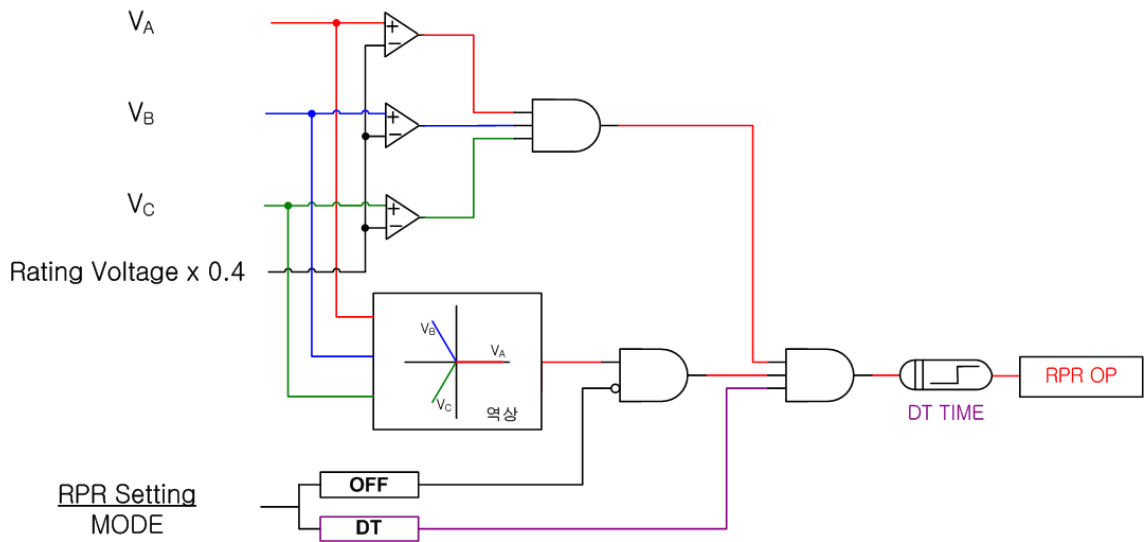 VA
VB
VC
Rating Voltage x 0.4
VB
VA
VC
역상
RPR OP
DT TIME
RPR Setting
MODE
OFF
DT